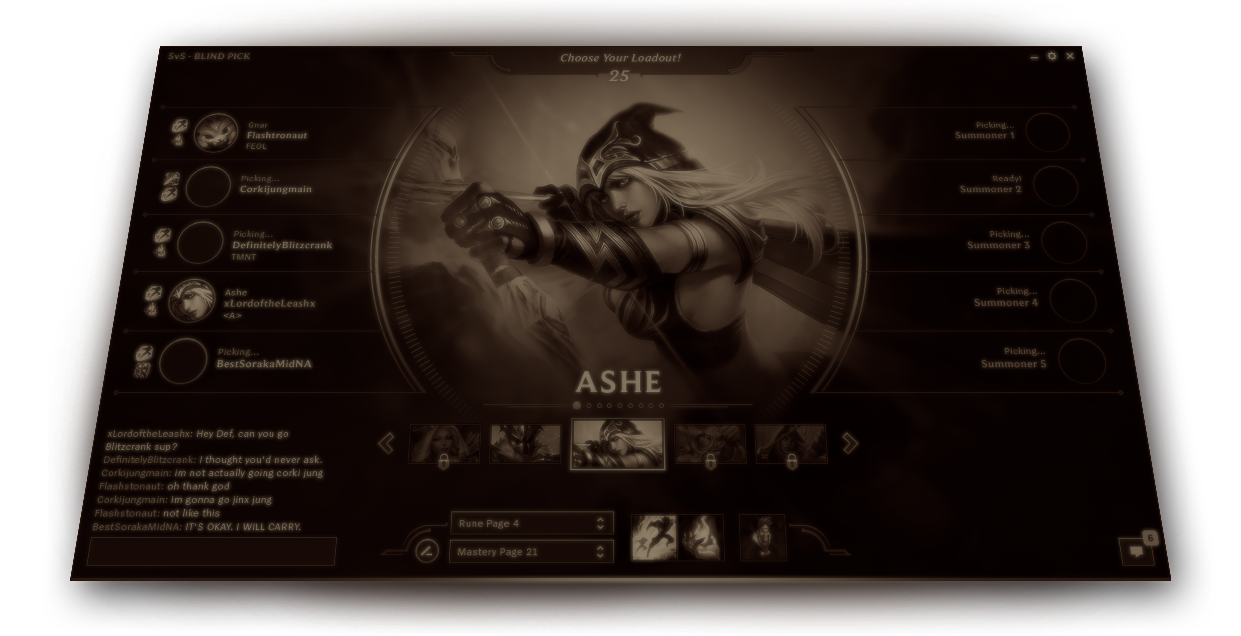 5v5 - BLIND PICK
Choose Your Loadout!
25
Gnar
Flashtronaut
FEOL
Picking...
Corkijungmain
Picking...
DefinitelyBlitzcrank
TMNT
Ashe
xLordoftheLeashx
<A>
Picking...
BestSorakaMidNA
Picking...
Summoner 1
Ready!
Summoner 2
Picking...
Summoner 3
Picking...
Summoner 4
Picking...
Summoner 5
ASHE
xLordoftheLeashx: Hey Def, can you go
Blitzcrank sup?
DefinitelyBlitzcrank: I thought you'd never ask.
Corkijungmain: im not actually going corki jung
Flashstonaut: oh thank god
Corkijungmain: im gonna go jinx jung
Flashstonaut: not like this
BestSorakaMidNA: IT'S OKAY. I WILL CARRY.
Rune Page 4
Mastery Page 21
6